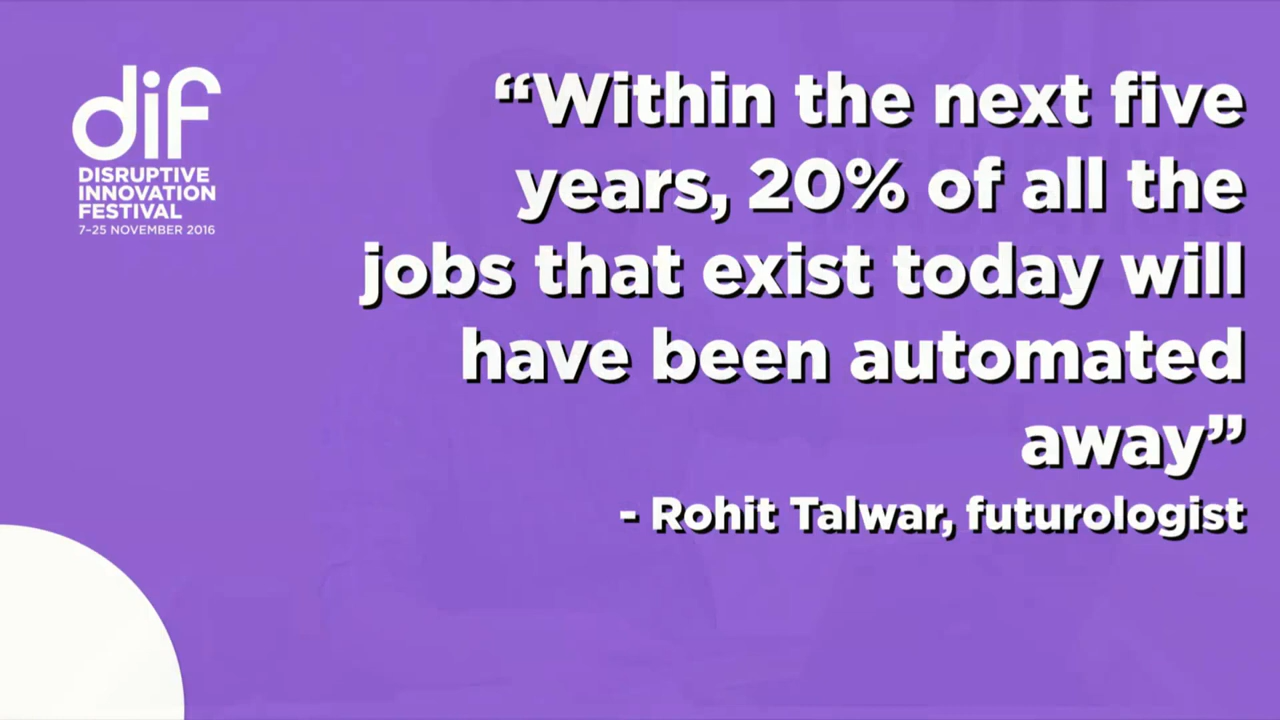 dif
DISRUPTIVE
INNOVATION
FESTIVAL
7–25 NOVEMBER 2016
“Within the next five
years, 20% of all the
jobs that exist today will
have been automated
away”
- Rohit Talwar, futurologist